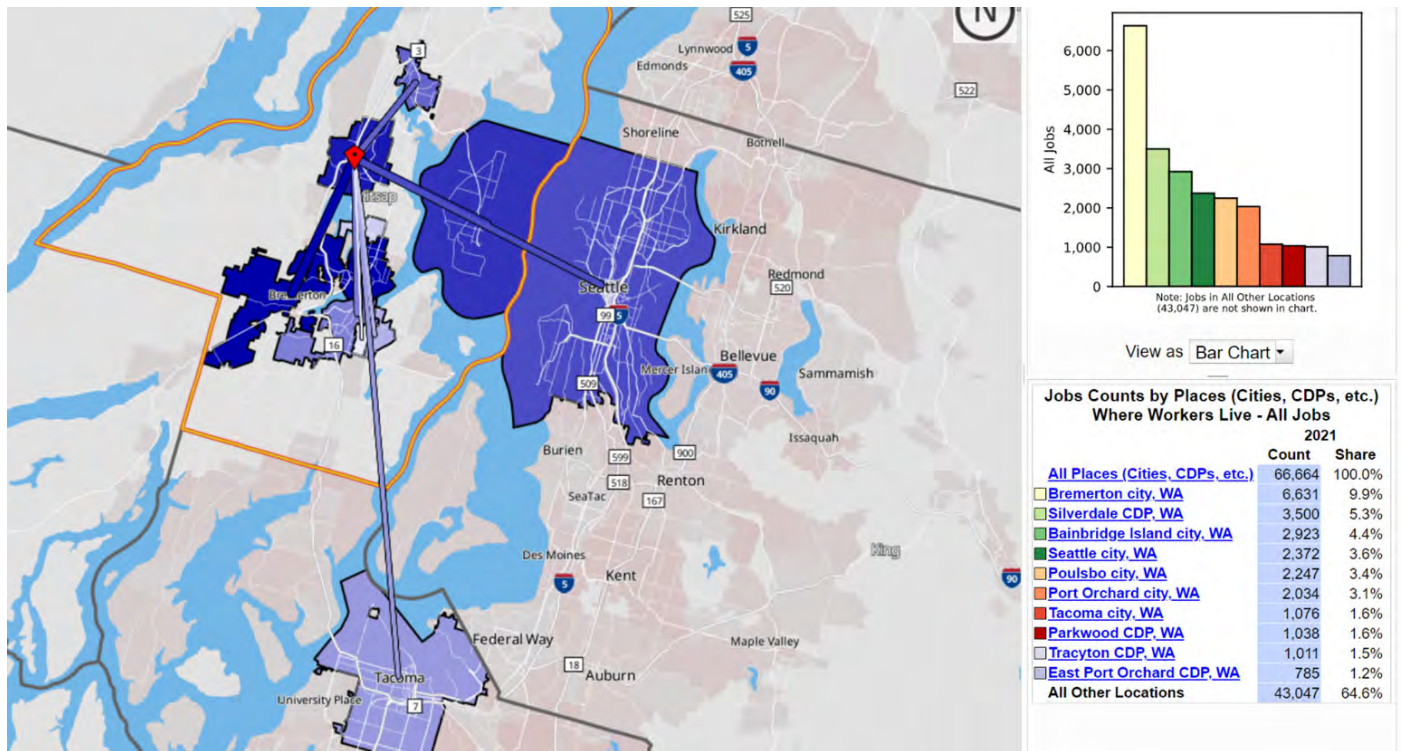 N
525
3
Lynnwood
5
Edmonds
405
522
Shoreline
Bothell
Kitsap
Kirkland
Redmond
520
Seattle
Bremerton
99
5
16
Bellevue
Mercer Island
405
Sammamish
90
509
Issaquah
Burien
599
900
518
Renton
SeaTac
167
Des Moines
King
5
Kent
90
Federal Way
Maple Valley
18
Auburn
Tacoma
University Place
7
All Jobs
6,000
5,000
4,000
3,000
2,000
1,000
0
Note: Jobs in All Other Locations
(43,047) are not shown in chart.
View as Bar Chart
Jobs Counts by Places (Cities, CDPs, etc.)
Where Workers Live - All Jobs
2021
Count Share
All Places (Cities, CDPs, etc.) 66,664 100.0%
Bremerton city, WA 6,631 9.9%
Silverdale CDP, WA 3,500 5.3%
Bainbridge Island city, WA 2,923 4.4%
Seattle city, WA 2,372 3.6%
Poulsbo city, WA 2,247 3.4%
Port Orchard city, WA 2,034 3.1%
Tacoma city, WA 1,076 1.6%
Parkwood CDP, WA 1,038 1.6%
Tracyton CDP, WA 1,011 1.5%
East Port Orchard CDP, WA 785 1.2%
All Other Locations 43,047 64.6%